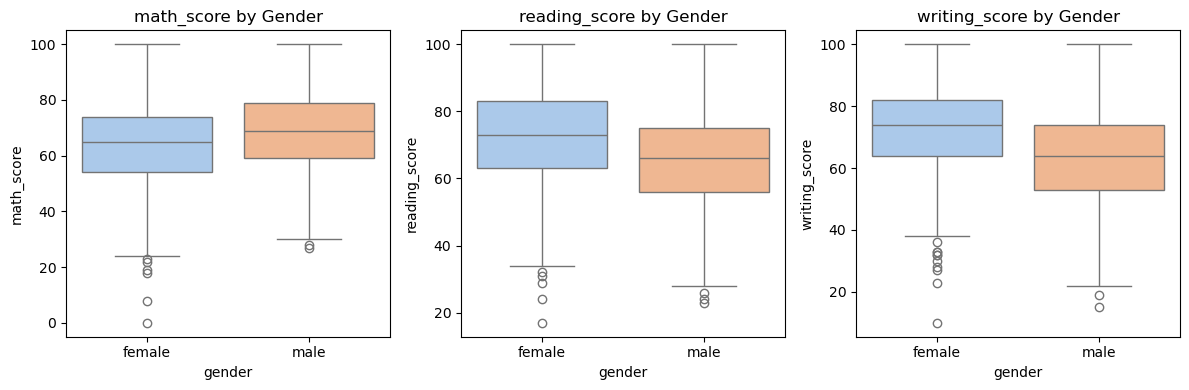 math_score by Gender
100
80
60
40
20
0
math_score
female
male
gender
reading_score by Gender
100
80
60
40
20
reading_score
female
male
gender
writing_score by Gender
100
80
60
40
20
writing_score
female
male
gender